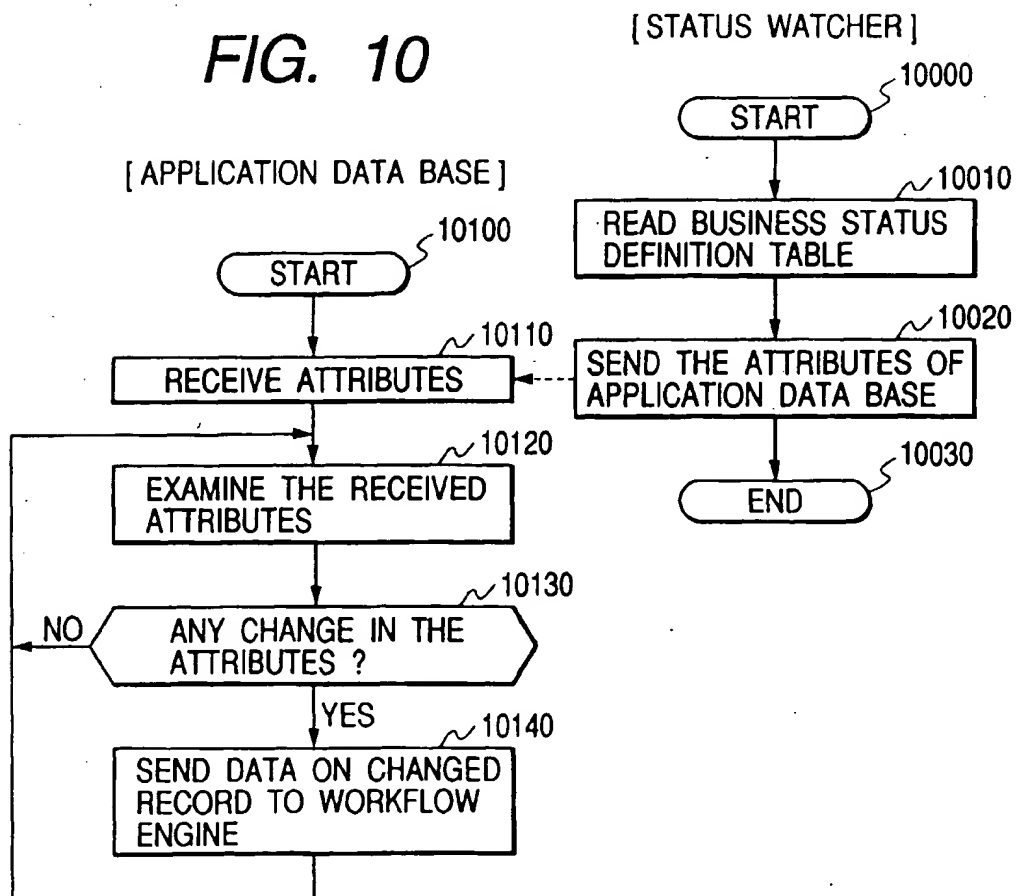 FIG. 10
[STATUS WATCHER]
10000
START
10010
READ BUSINESS STATUS
DEFINITION TABLE
10020
SEND THE ATTRIBUTES OF
APPLICATION DATA BASE
10030
END
[APPLICATION DATA BASE]
10100
START
10110
RECEIVE ATTRIBUTES
10120
EXAMINE THE RECEIVED
ATTRIBUTES
10130
NO
ANY CHANGE IN THE
ATTRIBUTES ?
YES
10140
SEND DATA ON CHANGED
RECORD TO WORKFLOW
ENGINE